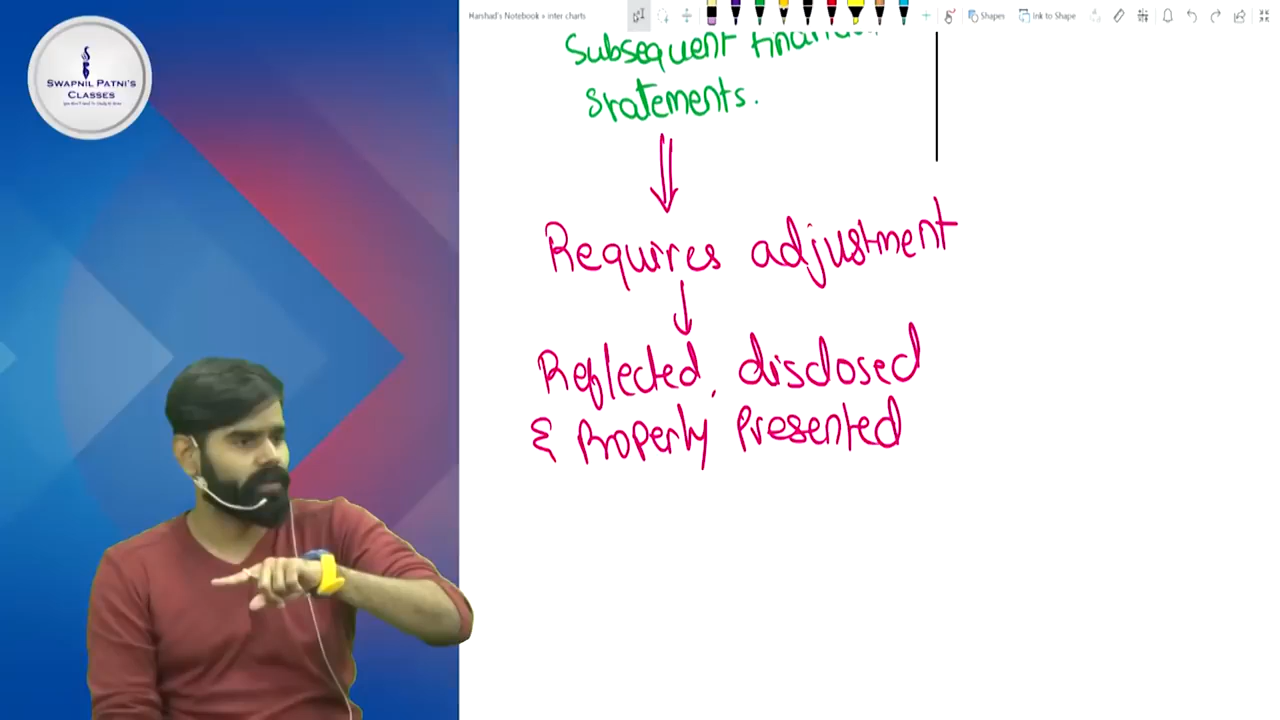 SWAPNIL PATNI'S
CLASSES
Harshad's Notebook » inter charts
Shapes
Ink to Shape
Subsequent financial
Statements.
Requires adjustment
Reflected, disclosed
& Properly Presented